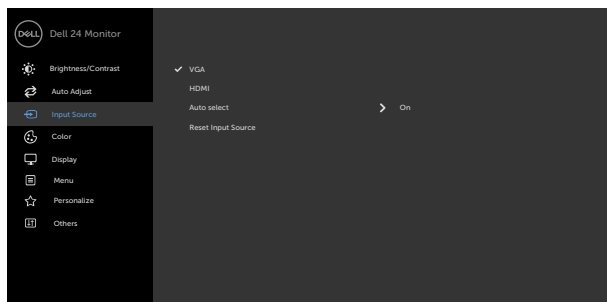 DELL Dell 24 Monitor
Brightness/Contrast
Auto Adjust
Input Source
Color
Display
Menu
Personalize
Others
VGA
HDMI
Auto select On
Reset Input Source